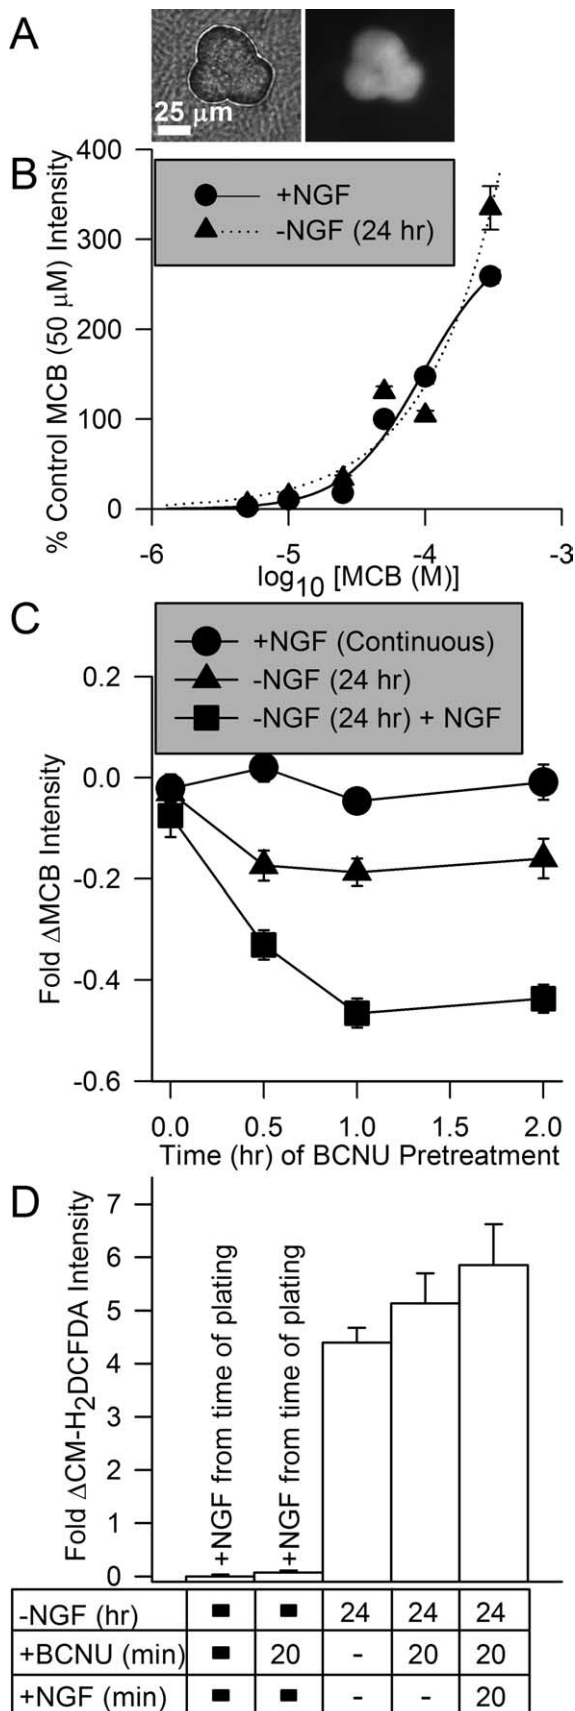 A
25 μm
B
% Control MCB (50 μM) Intensity
400
300
200
100
0
+NGF
-NGF (24 hr)
-6 -5 -4 -3
log10 [MCB (M)]
C
Fold ΔMCB Intensity
+NGF (Continuous)
-NGF (24 hr)
-NGF (24 hr) + NGF
0.2
0.0
-0.2
-0.4
-0.6
0.0 0.5 1.0 1.5 2.0
Time (hr) of BCNU Pretreatment
D
Fold ΔCM-H2DCFDA Intensity
7
6
5
4
3
2
1
0
+NGF from time of plating
+NGF from time of plating
-NGF (hr) - - 24 24 24
+BCNU (min) - 20 - 20 20
+NGF (min) - - - - 20